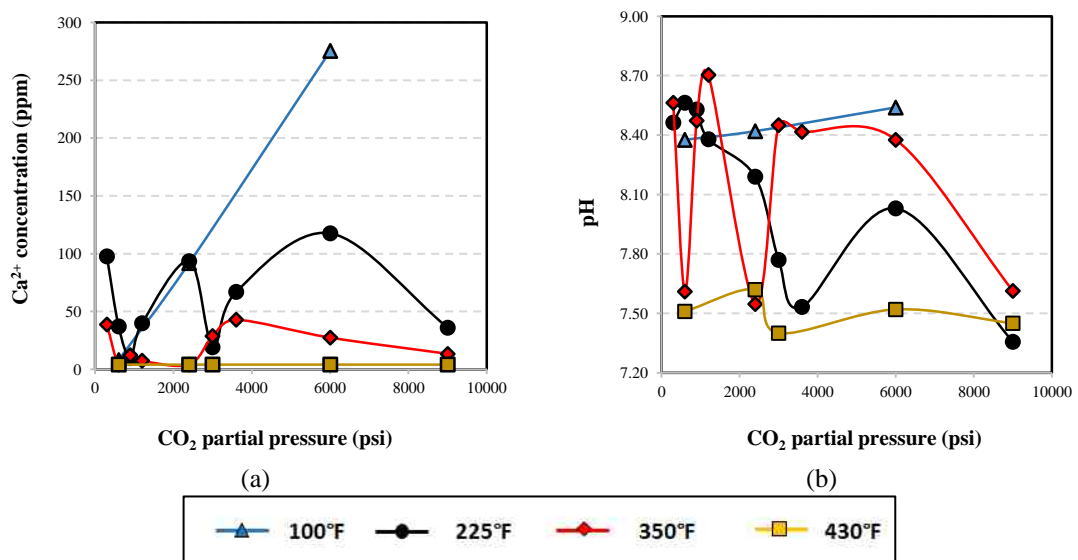 300
250
200
150
100
50
0
Ca²⁺ concentration (ppm)
0 2000 4000 6000 8000 10000
CO₂ partial pressure (psi)
(a)
9.00
8.70
8.40
8.10
7.80
7.50
7.20
pH
0 2000 4000 6000 8000 10000
CO₂ partial pressure (psi)
(b)
100°F 225°F 350°F 430°F